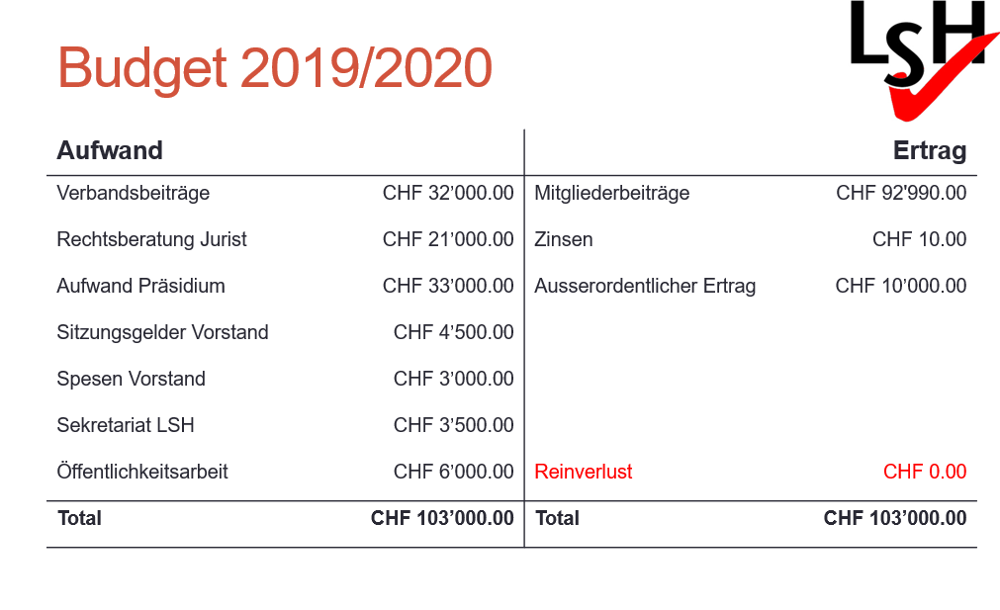 LSH
Budget 2019/2020
Aufwand Ertrag
Verbandsbeiträge CHF 32’000.00 Mitgliederbeiträge CHF 92'990.00
Rechtsberatung Jurist CHF 21’000.00 Zinsen CHF 10.00
Aufwand Präsidium CHF 33’000.00 Ausserordentlicher Ertrag CHF 10’000.00
Sitzungsgelder Vorstand CHF 4’500.00
Spesen Vorstand CHF 3’000.00
Sekretariat LSH CHF 3’500.00
Öffentlichkeitsarbeit CHF 6’000.00 Reinverlust CHF 0.00
Total CHF 103’000.00 Total CHF 103’000.00